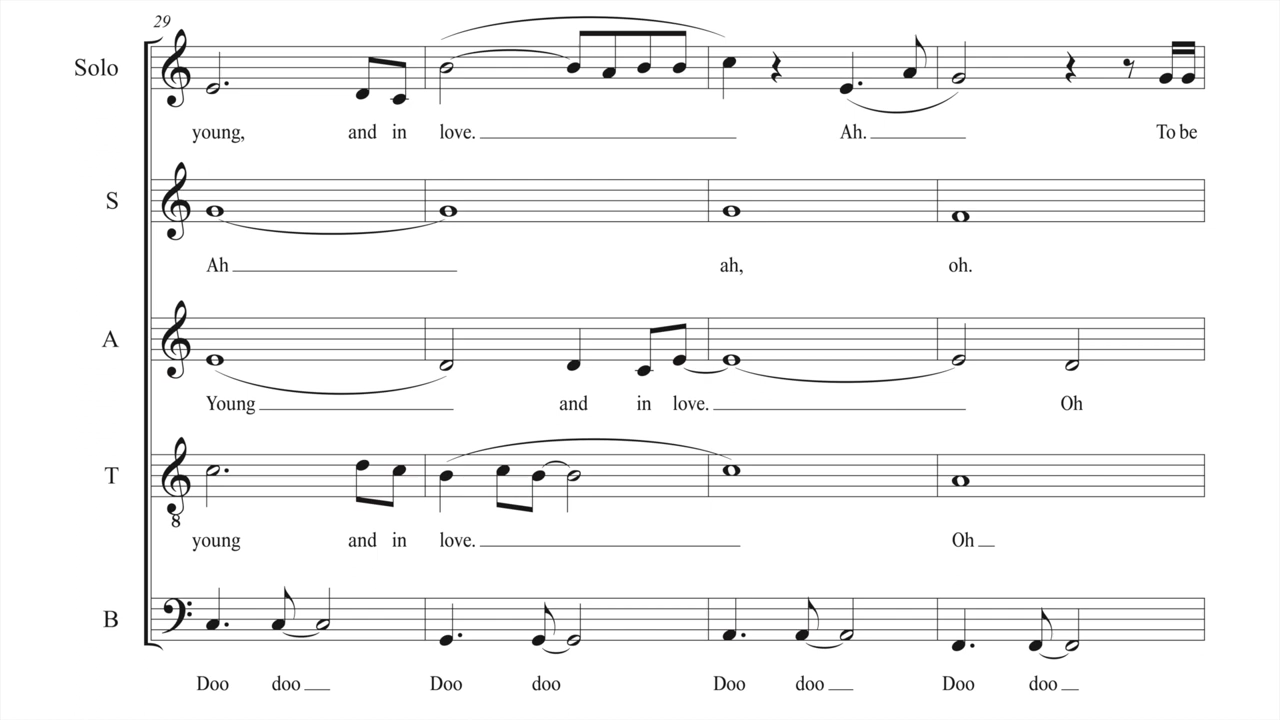 29
Solo
young, and in love. Ah. To be
S
Ah ah, oh.
A
Young and in love. Oh
T
8
young and in love. Oh
B
Doo doo Doo doo Doo doo Doo doo